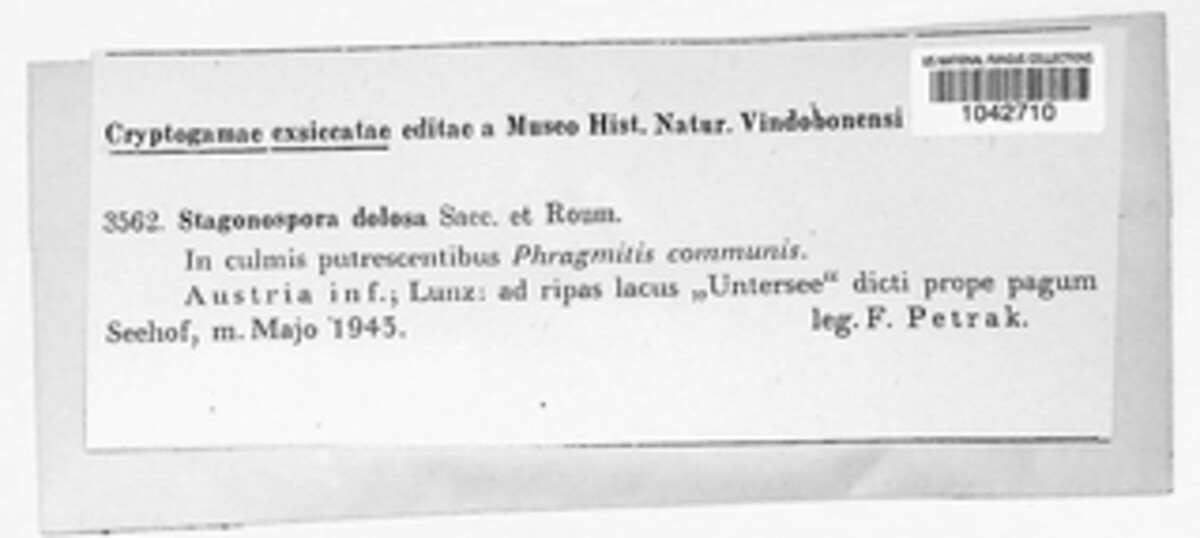 US NATIONAL FUNGUS COLLECTIONS
1042710
Cryptogamae exsiccatae editae a Museo Hist. Natur. Vindobonensi
3562. Stagonospora dolosa Sacc. et Roum.
In culmis putrescentibus Phragmitis communis.
Austria inf.; Lunz: ad ripas lacus „Untersee“ dicti prope pagum
Seehof, m. Majo 1943. leg. F. Petrak.